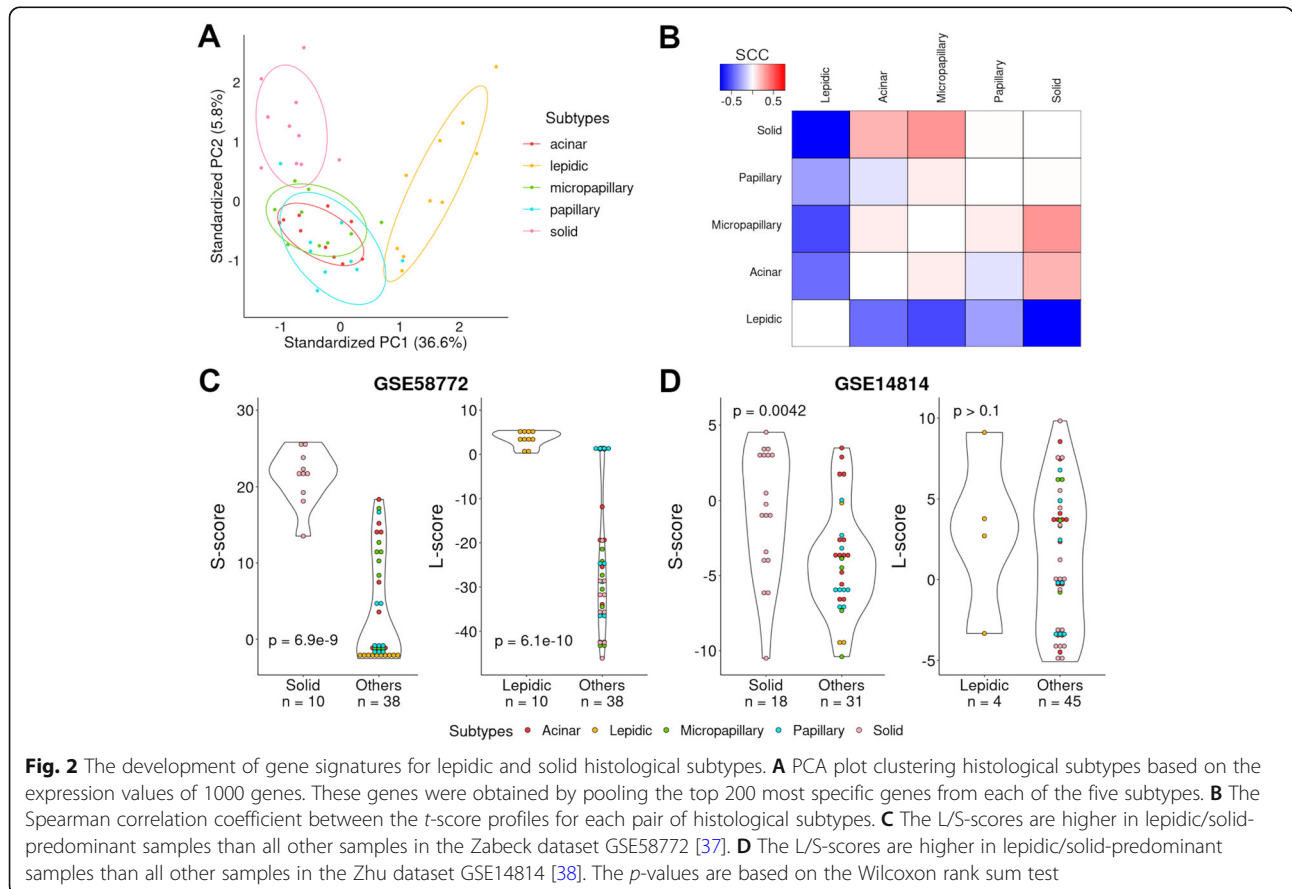 A
Standardized PC2 (5.8%)
2
1
0
-1
-1 0 1 2
Standardized PC1 (36.6%)
Subtypes
acinar
lepidic
micropapillary
papillary
solid
B
SCC
-0.5 0.5
Lepidic
Acinar
Micropapillary
Papillary
Solid
Solid
Papillary
Micropapillary
Acinar
Lepidic
C
GSE58772
S-score
30
20
10
0
p = 6.9e-9
Solid Others
n = 10 n = 38
L-score
10
0
-10
-20
-30
-40
p = 6.1e-10
Lepidic Others
n = 10 n = 38
D
GSE14814
S-score
5
0
-5
-10
p = 0.0042
Solid Others
n = 18 n = 31
L-score
10
5
0
-5
p > 0.1
Lepidic Others
n = 4 n = 45
Subtypes Acinar Lepidic Micropapillary Papillary Solid
Fig. 2 The development of gene signatures for lepidic and solid histological subtypes. A PCA plot clustering histological subtypes based on the
expression values of 1000 genes. These genes were obtained by pooling the top 200 most specific genes from each of the five subtypes. B The
Spearman correlation coefficient between the t-score profiles for each pair of histological subtypes. C The L/S-scores are higher in lepidic/solid-
predominant samples than all other samples in the Zabeck dataset GSE58772 [37]. D The L/S-scores are higher in lepidic/solid-predominant
samples than all other samples in the Zhu dataset GSE14814 [38]. The p-values are based on the Wilcoxon rank sum test